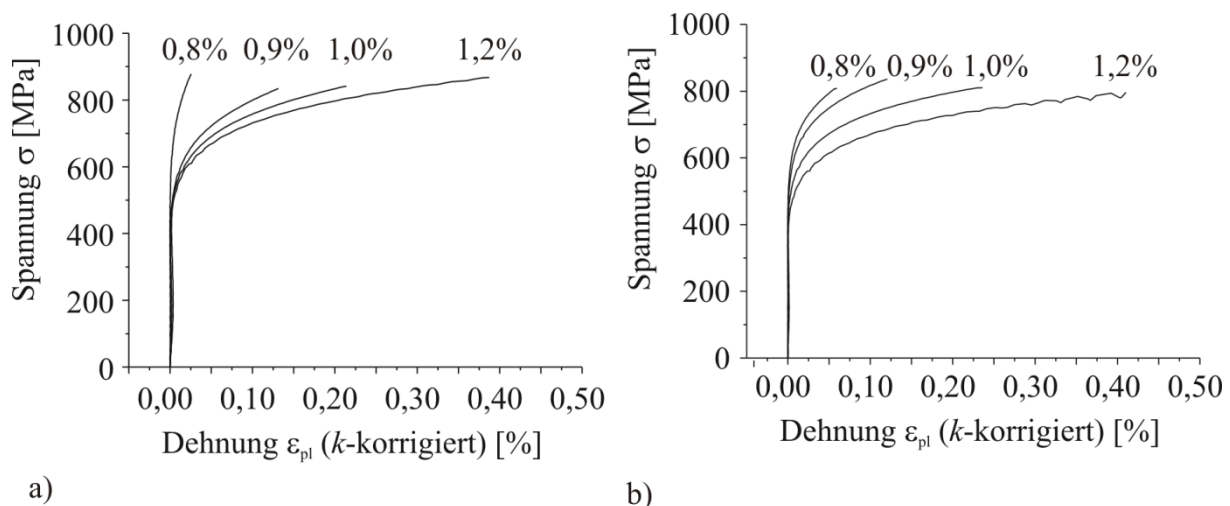 a)
1000
800
600
400
200
0
Spannung σ [MPa]
0,8% 0,9% 1,0% 1,2%
0,00 0,10 0,20 0,30 0,40 0,50
Dehnung εpl (k-korrigiert) [%]
a)
b)
1000
800
600
400
200
0
Spannung σ [MPa]
0,8% 0,9% 1,0% 1,2%
0,00 0,10 0,20 0,30 0,40 0,50
Dehnung εpl (k-korrigiert) [%]
b)